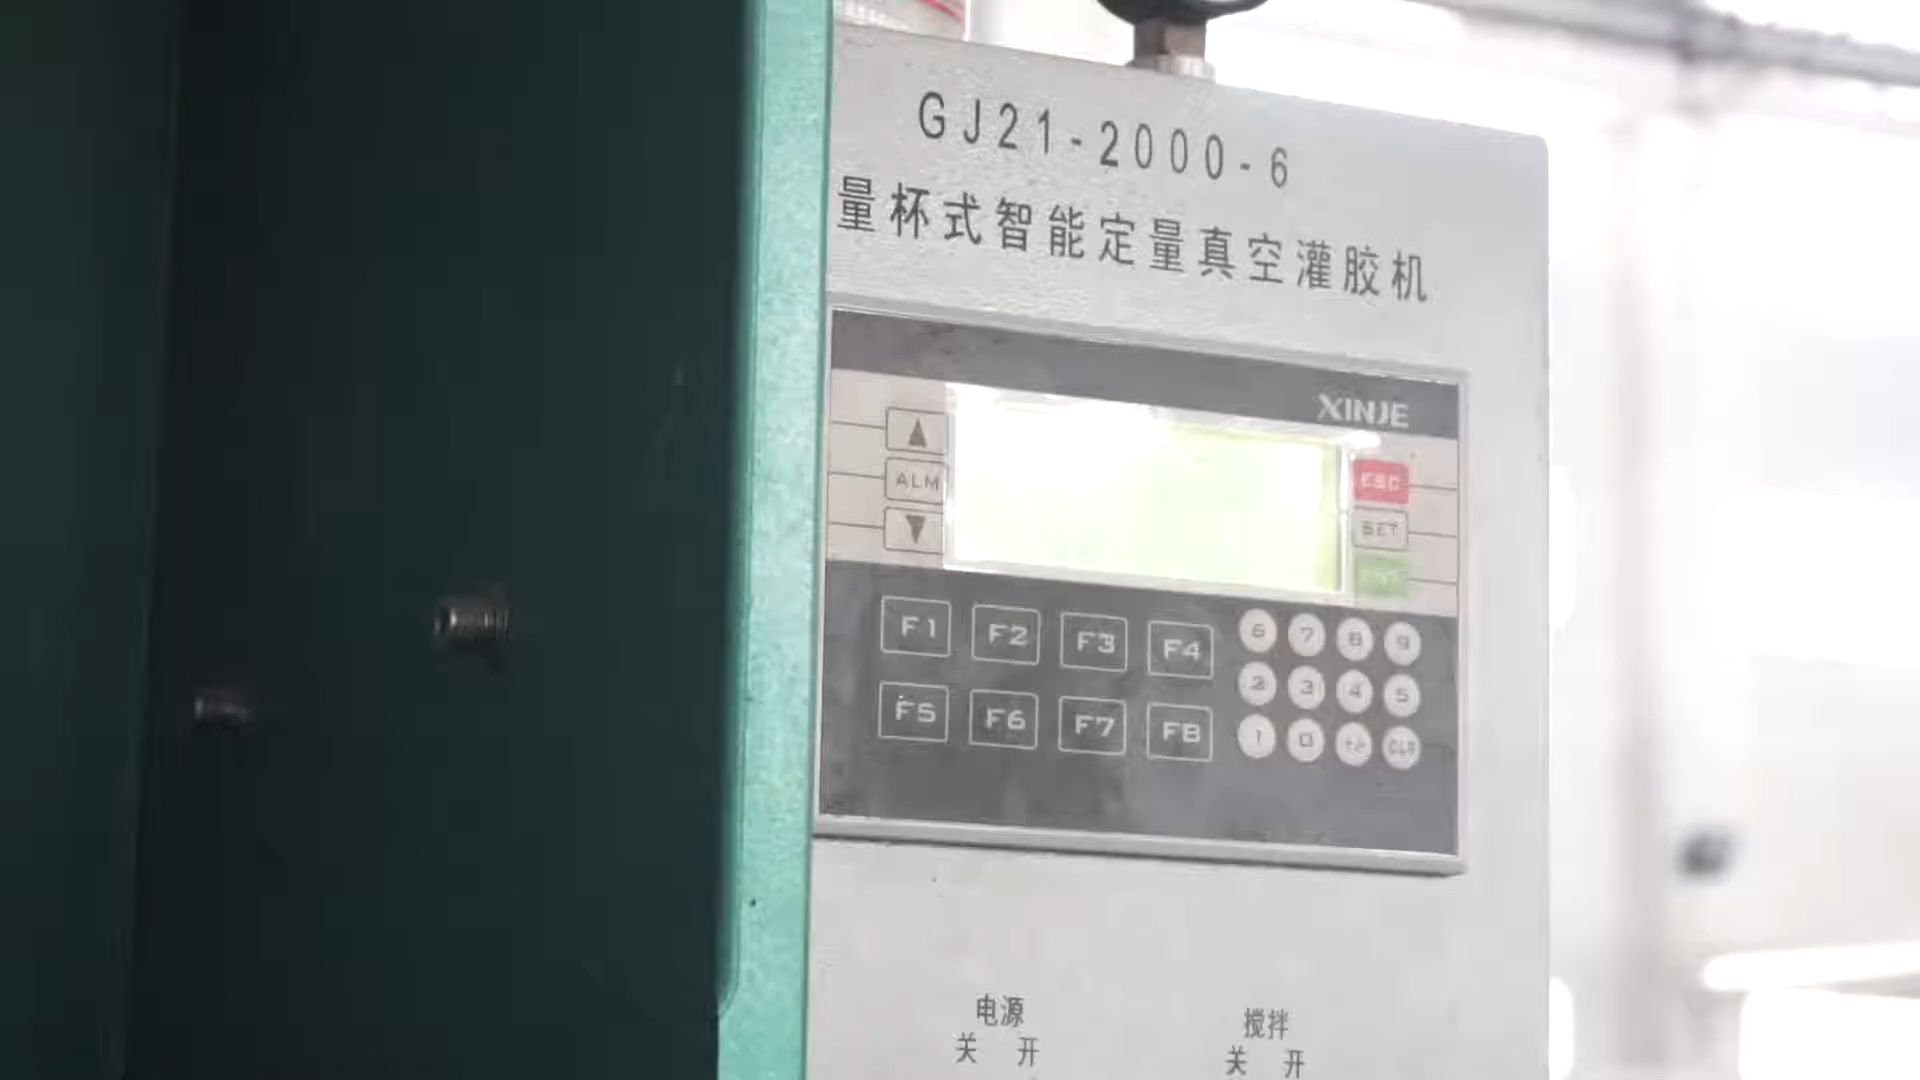 GJ21-2000-6
量杯式智能定量真空灌胶机
XINJE
▲
ESC
ALM
SET
▼
F1 F2 F3 F4
6 7 8 9
2 3 4 5
F5 F6 F7 F8
1 0 +/- CLR
电源
关 开
搅拌
关 开